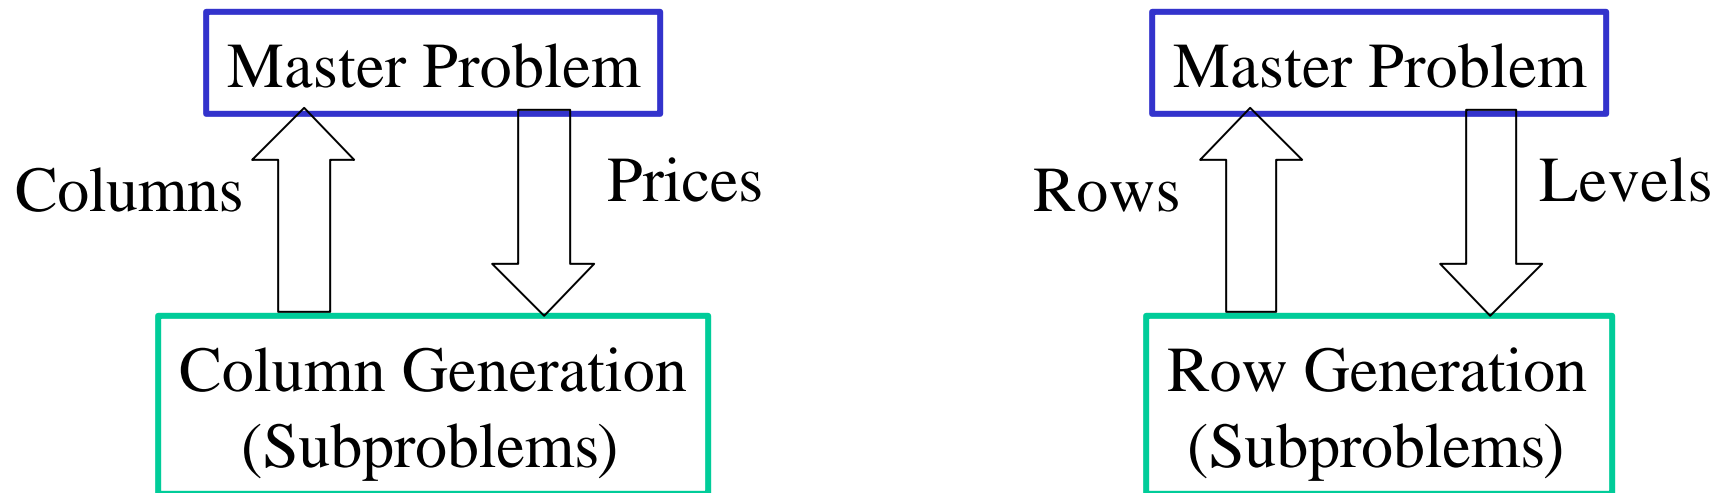 Master Problem
Columns
Prices
Column Generation
(Subproblems)
Master Problem
Rows
Levels
Row Generation
(Subproblems)